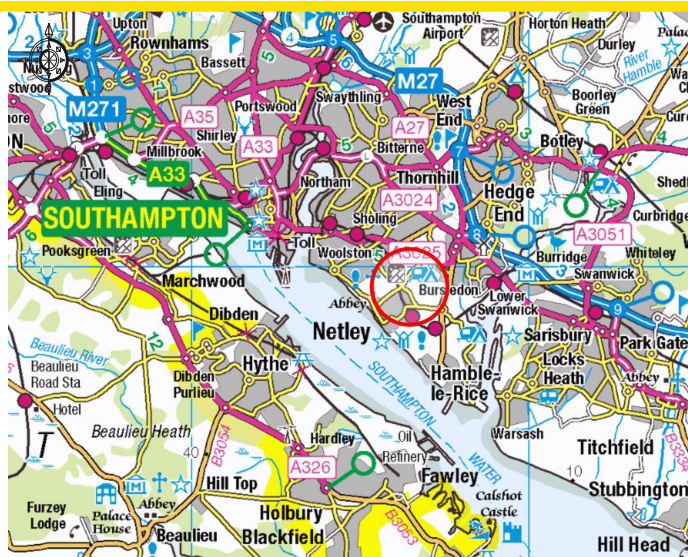 Upton
Rownhams
Bassett
Southampton
Airport
Horton Heath
Durley
River
Hamble
M271
A35
Portswood
Swaythling
M27
West
End
Boorley
Green
Shirley
A33
A27
Bitterne
Botley
Millbrook
Toll
Eling
A33
Northam
Thornhill
A3024
Hedge
End
SOUTHAMPTON
Sholing
A3051
Curbridge
Toll
Woolston
A3025
Burridge
Whiteley
Pooksgreen
Marchwood
Swanwick
Abbey
Bursledon
Lower
Swanwick
Dibden
Netley
Sarisbury
Park Gate
Beaulieu River
Hythe
Locks
Heath
Abbey
Beaulieu
Road Sta
Hamble-
le-Rice
Dibden
Purlieu
SOUTHAMPTON
WATER
Hotel
Warsash
Beaulieu Heath
B3054
Hardley
Oil
Refinery
Titchfield
A326
Hill Top
Fawley
Stubbington
Furzey
Lodge
Palace
House
Abbey
Beaulieu
Holbury
Blackfield
B3053
Calshot
Castle
Hill Head